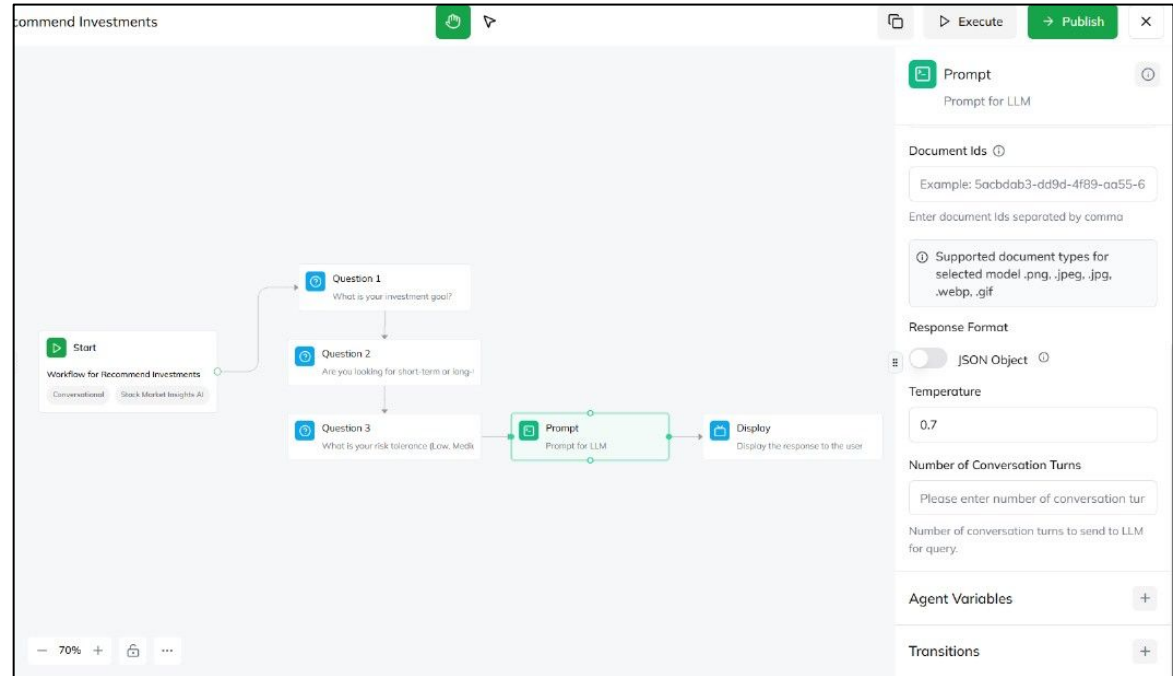 commend Investments
Execute
Publish
Prompt
Prompt for LLM
Document Ids
Example: 5acbdab3-dd9d-4f89-aa55-6
Enter document Ids separated by comma
Supported document types for
selected model .png, .jpeg, .jpg,
.webp, .gif
Response Format
JSON Object
Temperature
0.7
Number of Conversation Turns
Please enter number of conversation tur
Number of conversation turns to send to LLM
for query.
Agent Variables
Transitions
Start
Workflow for Recommend Investments
Conversational
Stock Market Insights AI
Question 1
What is your investment goal?
Question 2
Are you looking for short-term or long-
Question 3
What is your risk tolerance (Low, Medi
Prompt
Prompt for LLM
Display
Display the response to the user
70%